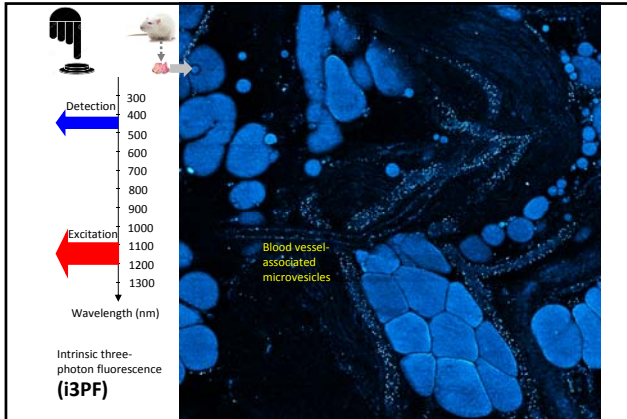 Detection
300
400
500
600
700
800
900
1000
Excitation
1100
1200
1300
Wavelength (nm)
Intrinsic three-
photon fluorescence
(i3PF)
Blood vessel-
associated
microvesicles